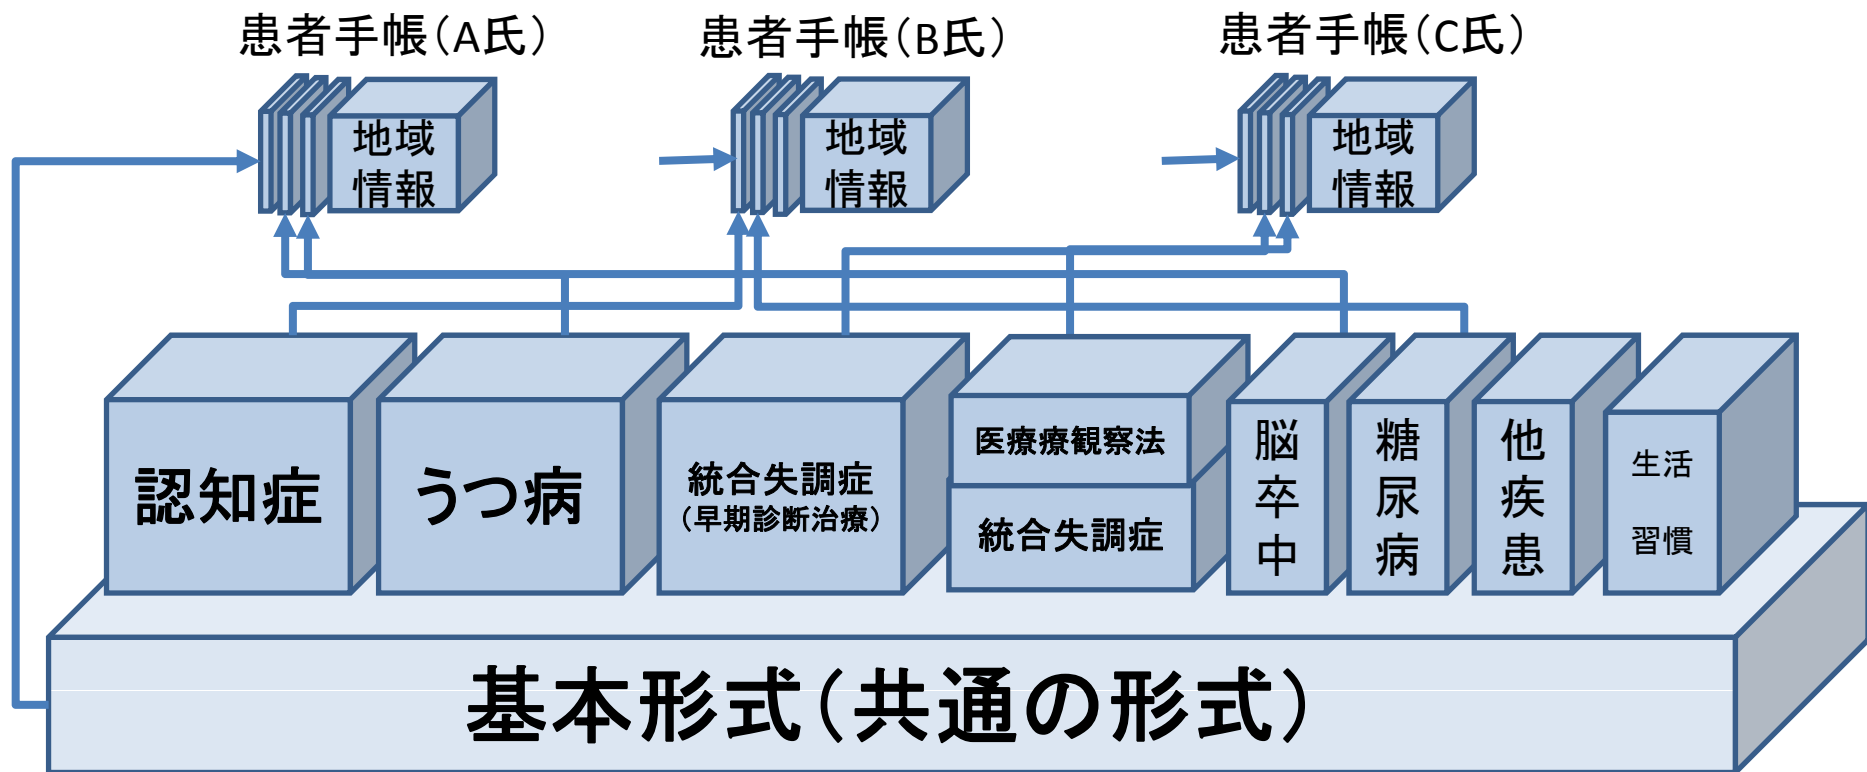 患者手帳（A氏）
患者手帳（B氏）
患者手帳（C氏）
地域
情報
地域
情報
地域
情報
認知症
うつ病
統合失調症
（早期診断治療）
医療療観察法
統合失調症
脳卒中
糖尿病
他疾患
生活
習慣
基本形式（共通の形式）